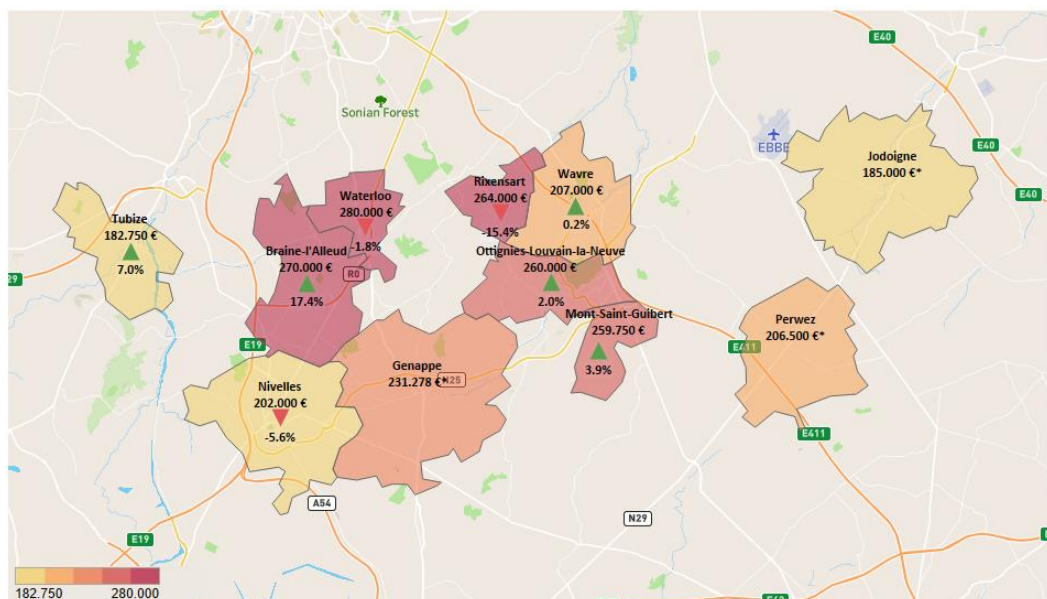 E40
Sonian Forest
EBBE
E40
Jodoigne
185.000 €*
E40
Wavre
207.000 €
0.2%
Rixensart
264.000 €
-15.4%
Waterloo
280.000 €
-1.8%
Tubize
182.750 €
7.0%
Braine-l'Alleud
270.000 €
17.4%
R0
Ottignies-Louvain-la-Neuve
260.000 €
2.0%
29
Mont-Saint-Guibert
259.750 €
3.9%
Perwez
206.500 €*
E19
E411
Genappe
231.278 €*
N25
Nivelles
202.000 €
-5.6%
E411
A54
N29
E19
E42
182.750
280.000